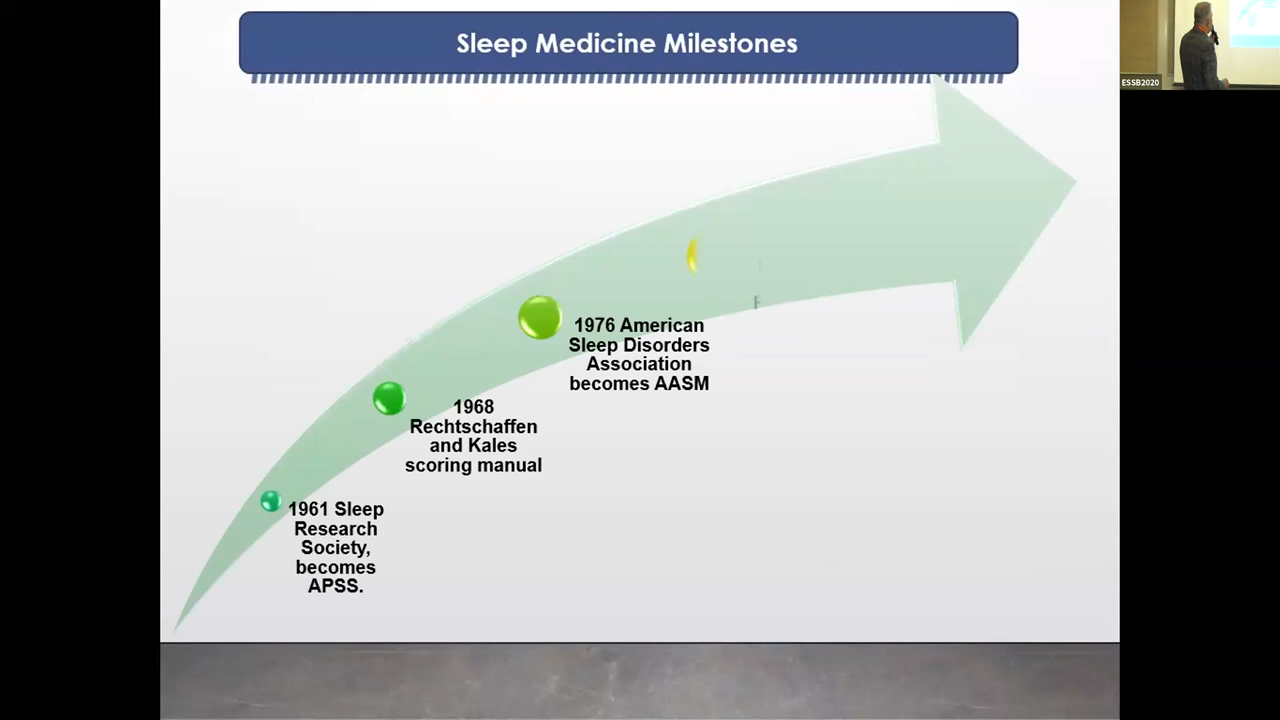 Sleep Medicine Milestones
ESSB2020
1976 American
Sleep Disorders
Association
becomes AASM
1968
Rechtschaffen
and Kales
scoring manual
1961 Sleep
Research
Society,
becomes
APSS.